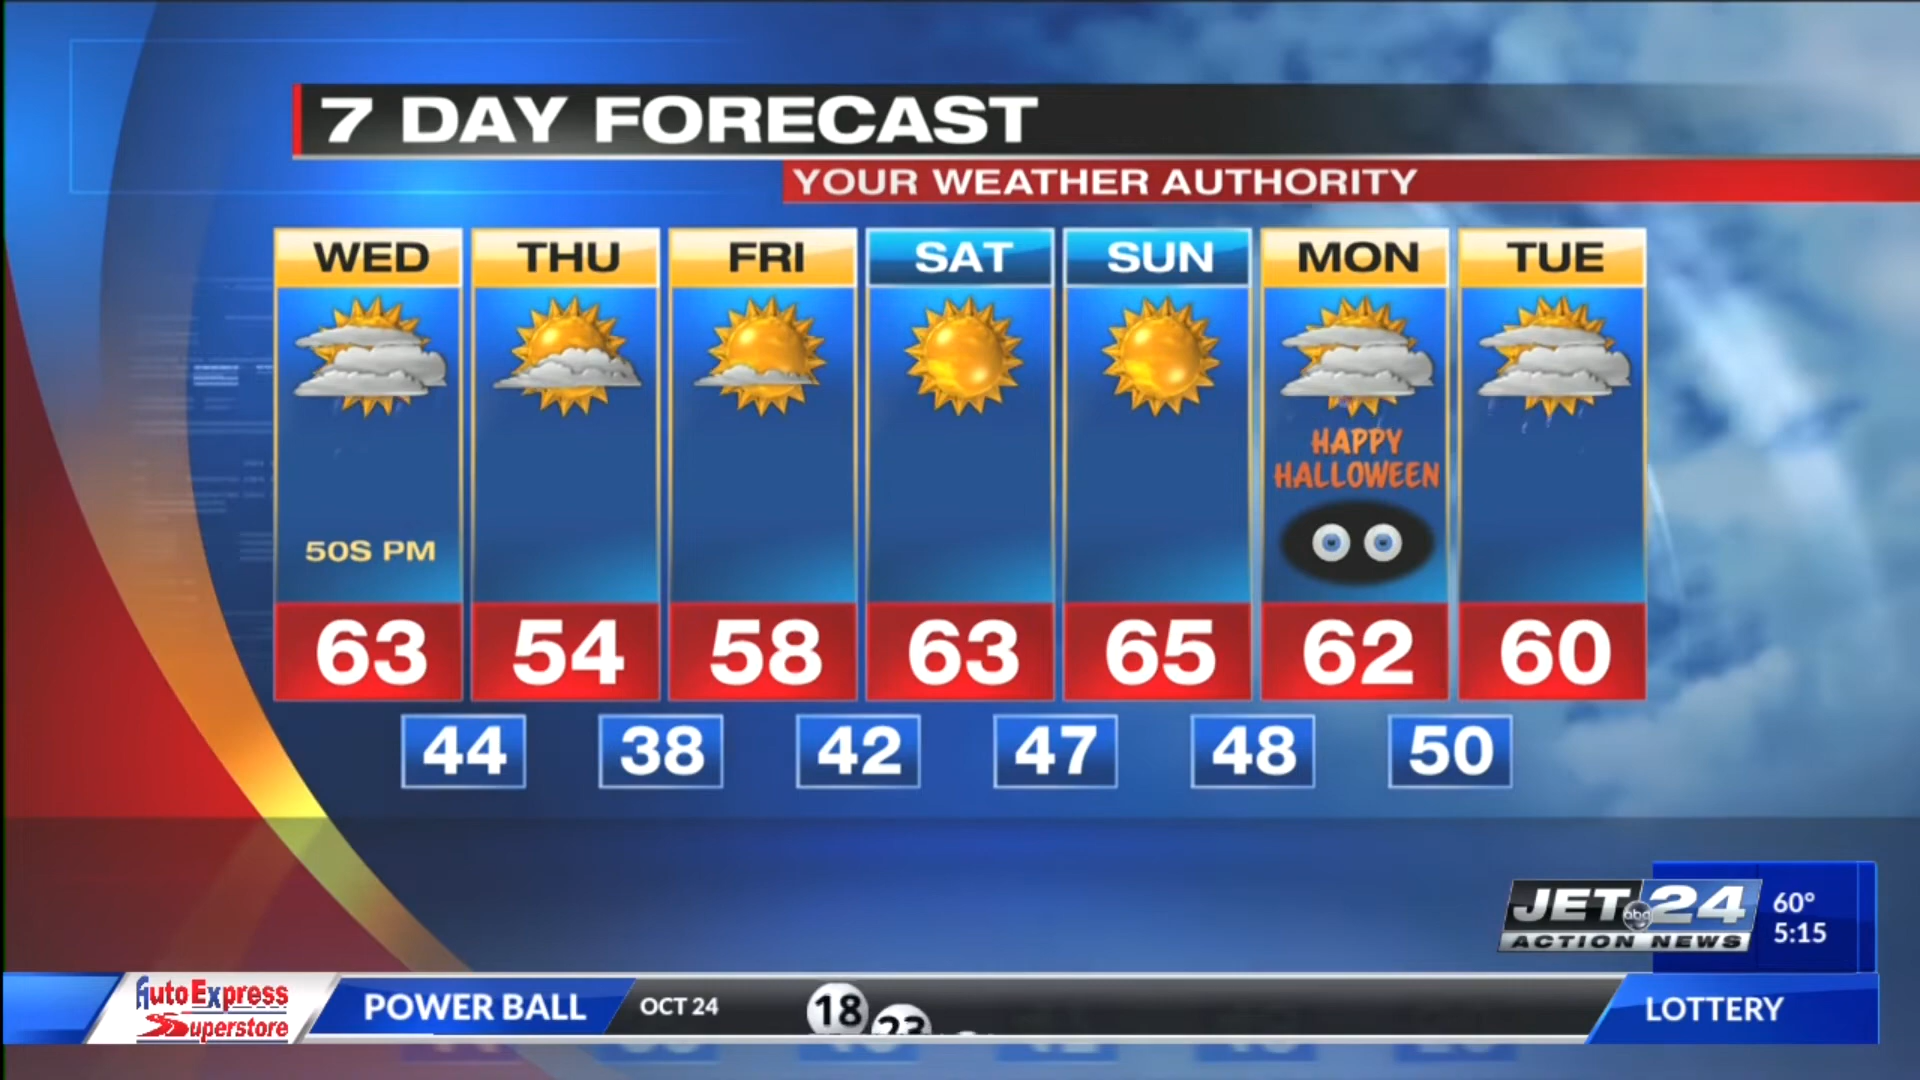 7 DAY FORECAST
YOUR WEATHER AUTHORITY
WED THU FRI SAT SUN MON TUE
HAPPY
HALLOWEEN
50S PM
63 54 58 63 65 62 60
44 38 42 47 48 50
JET abc 24
ACTION NEWS
60°
5:15
AutoExpress
Superstore
POWER BALL
OCT 24
18 23
LOTTERY